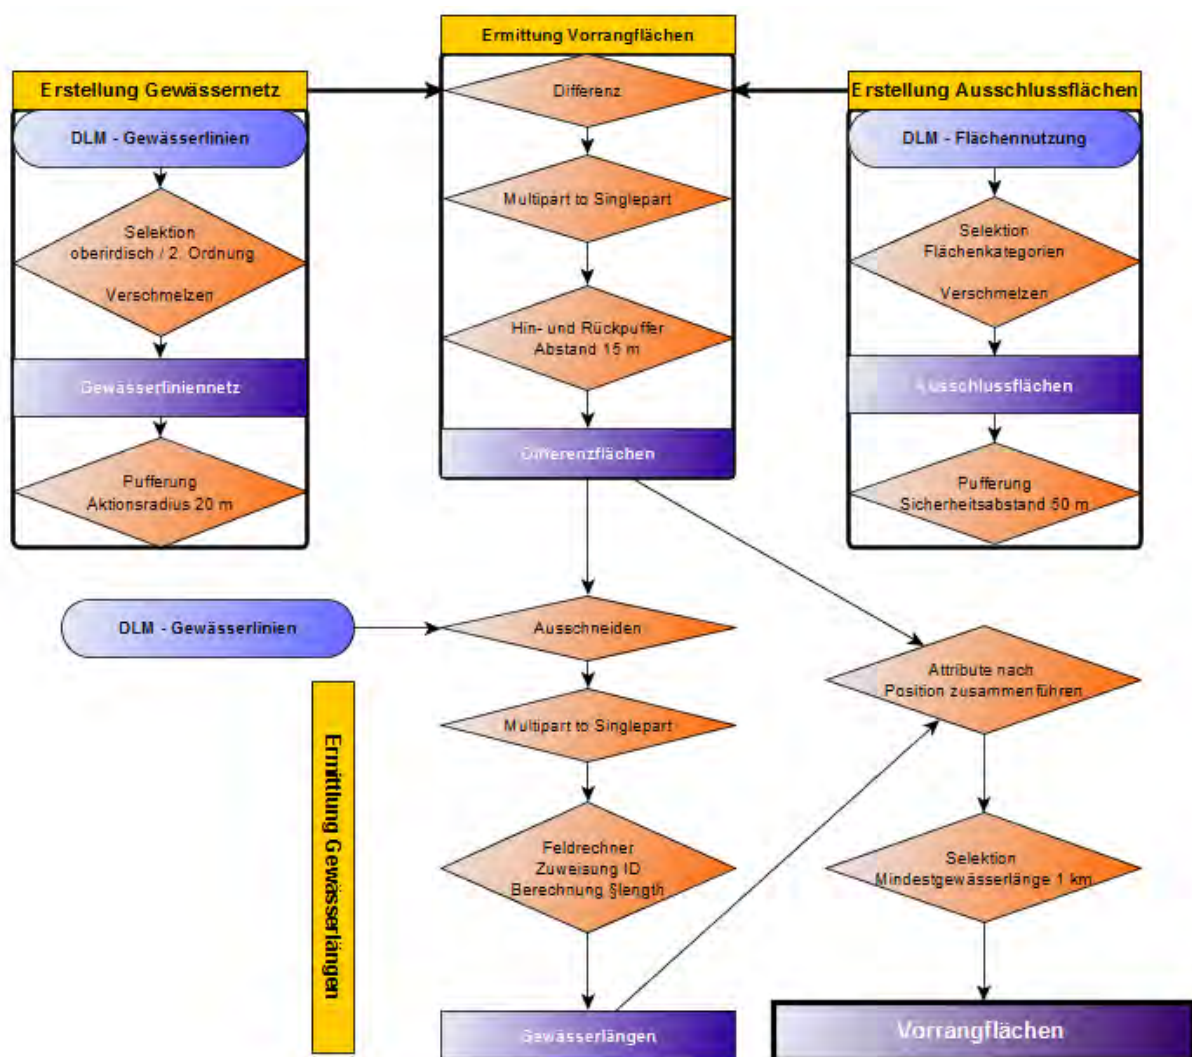 Ermittung Vorrangflächen
Differenz
Multipart to Singlepart
Hin- und Rückpuffer
Abstand 15 m
Differenzflächen
Erstellung Gewässernetz
DLM - Gewässerlinien
Selektion
oberirdisch / 2. Ordnung
Verschmelzen
Gewässerliniennetz
Pufferung
Aktionsradius 20 m
Erstellung Ausschlussflächen
DLM - Flächennutzung
Selektion
Flächenkategorien
Verschmelzen
Ausschlussflächen
Pufferung
Sicherheitsabstand 50 m
DLM - Gewässerlinien
Ausschneiden
Multipart to Singlepart
Feldrechner
Zuweisung ID
Berechnung §length
Gewässerlängen
Ermittlung Gewässerlängen
Attribute nach
Position zusammenführen
Selektion
Mindestgewässerlänge 1 km
Vorrangflächen